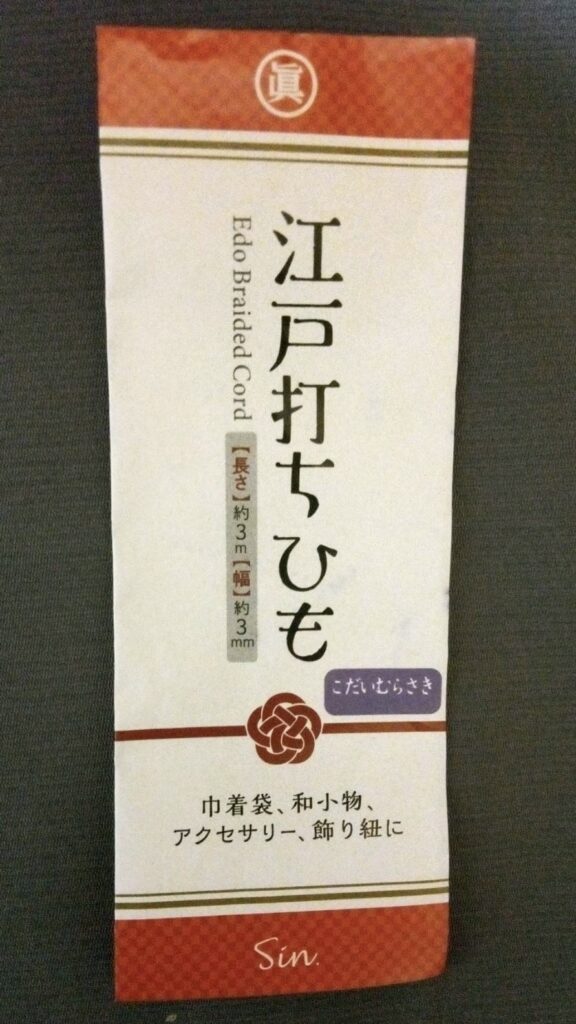 眞
江戸打ちひも
Edo Braided Cord
【長さ】約3m【幅】約3mm
こだいむらさき
巾着袋、和小物、
アクセサリー、飾り紐に
Sin.